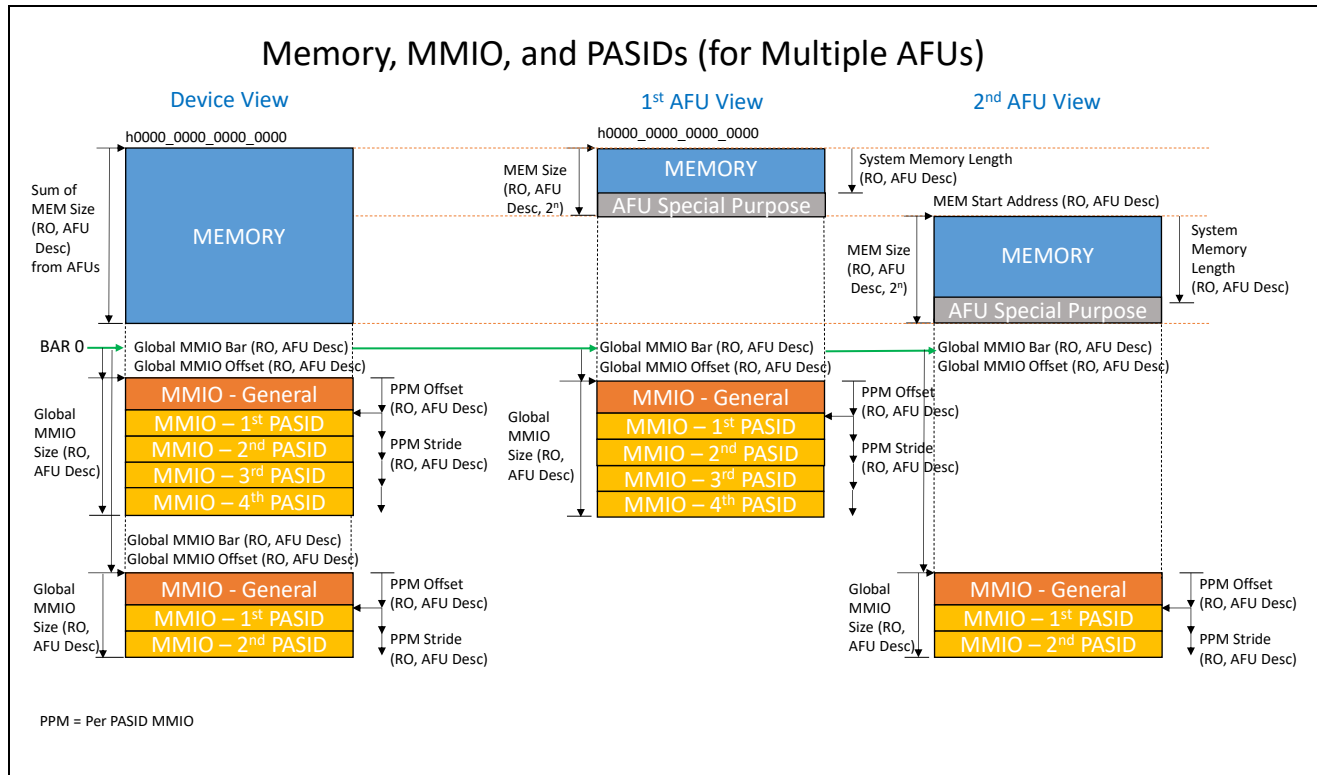 Memory, MMIO, and PASIDs (for Multiple AFUs)
Device View
1st AFU View
2nd AFU View
h0000_0000_0000_0000
h0000_0000_0000_0000
Sum of
MEM Size
(RO, AFU
Desc)
from AFUs
MEMORY
MEM Size
(RO, AFU
Desc, 2ⁿ)
MEMORY
AFU Special Purpose
System Memory Length
(RO, AFU Desc)
MEM Start Address (RO, AFU Desc)
MEM Size
(RO, AFU
Desc, 2ⁿ)
MEMORY
AFU Special Purpose
System
Memory
Length
(RO, AFU Desc)
BAR 0
Global MMIO Bar (RO, AFU Desc)
Global MMIO Offset (RO, AFU Desc)
Global MMIO Bar (RO, AFU Desc)
Global MMIO Offset (RO, AFU Desc)
Global MMIO Bar (RO, AFU Desc)
Global MMIO Offset (RO, AFU Desc)
Global
MMIO
Size (RO,
AFU Desc)
MMIO - General
MMIO – 1st PASID
MMIO – 2nd PASID
MMIO – 3rd PASID
MMIO – 4th PASID
PPM Offset
(RO, AFU Desc)
PPM Stride
(RO, AFU Desc)
Global
MMIO
Size (RO,
AFU Desc)
MMIO - General
MMIO – 1st PASID
MMIO – 2nd PASID
MMIO – 3rd PASID
MMIO – 4th PASID
PPM Offset
(RO, AFU Desc)
PPM Stride
(RO, AFU Desc)
Global MMIO Bar (RO, AFU Desc)
Global MMIO Offset (RO, AFU Desc)
Global
MMIO
Size (RO,
AFU Desc)
MMIO - General
MMIO – 1st PASID
MMIO – 2nd PASID
PPM Offset
(RO, AFU Desc)
PPM Stride
(RO, AFU Desc)
Global
MMIO
Size (RO,
AFU Desc)
MMIO - General
MMIO – 1st PASID
MMIO – 2nd PASID
PPM Offset
(RO, AFU Desc)
PPM Stride
(RO, AFU Desc)
PPM = Per PASID MMIO